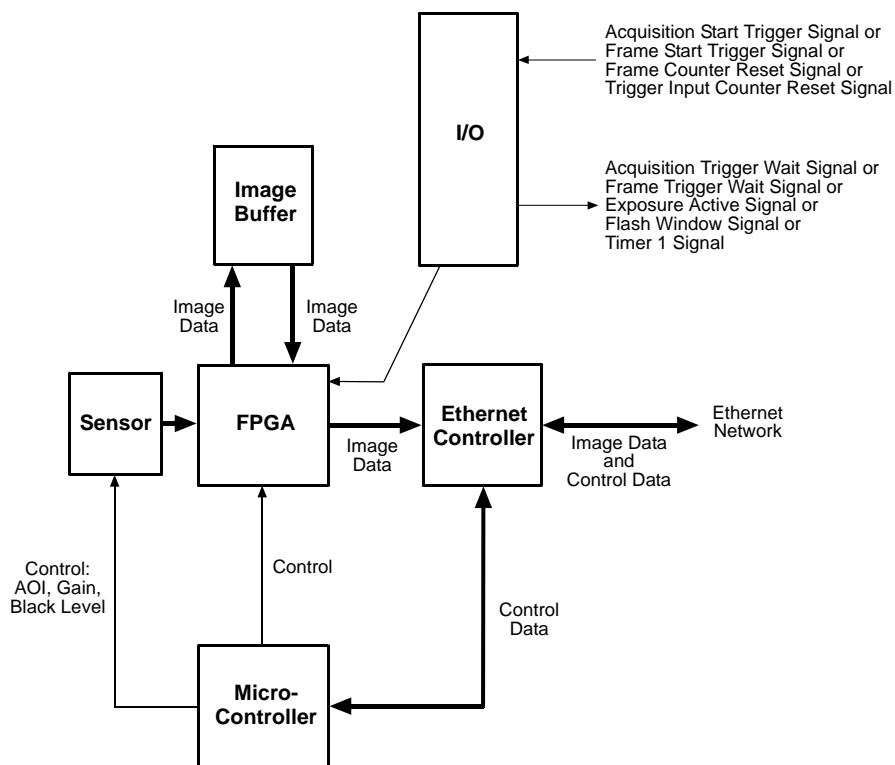 Acquisition Start Trigger Signal or
Frame Start Trigger Signal or
Frame Counter Reset Signal or
Trigger Input Counter Reset Signal
I/O
Acquisition Trigger Wait Signal or
Frame Trigger Wait Signal or
Exposure Active Signal or
Flash Window Signal or
Timer 1 Signal
Image
Buffer
Image
Data
Image
Data
Sensor
FPGA
Image
Data
Ethernet
Controller
Image Data
and
Control Data
Ethernet
Network
Control:
AOI, Gain,
Black Level
Control
Control
Data
Micro-
Controller